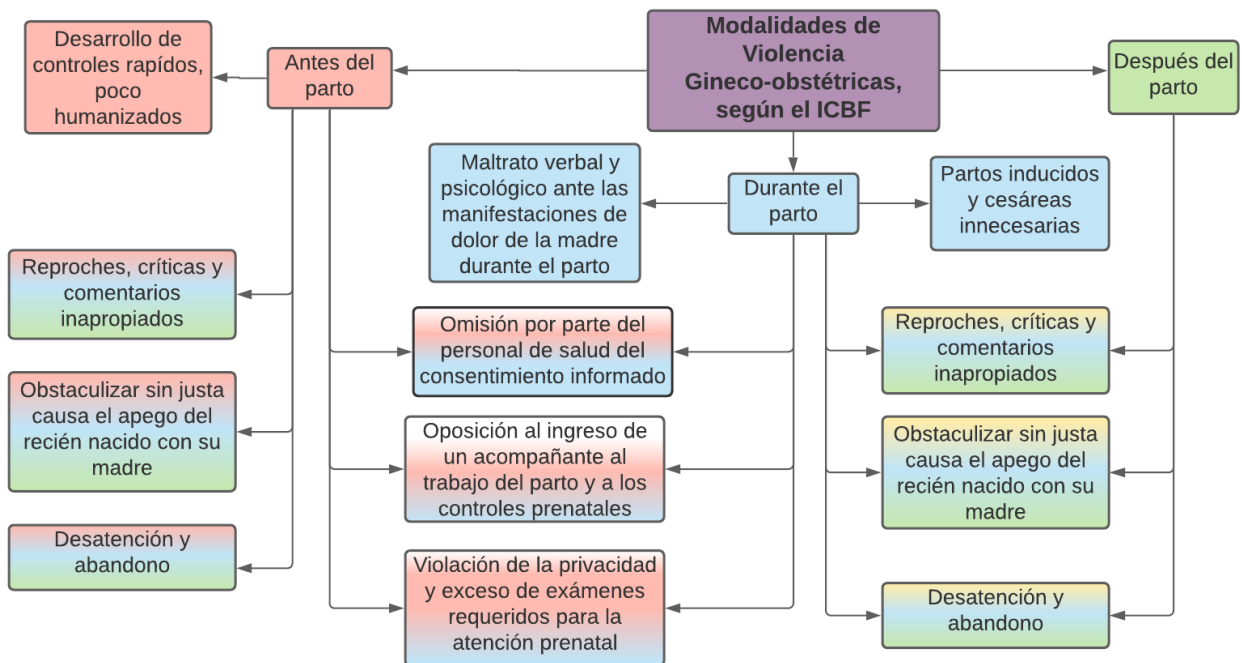 Modalidades de
Violencia
Gineco-obstétricas,
según el ICBF
Desarrollo de
controles rapídos,
poco
humanizados
Antes del
parto
Después del
parto
Maltrato verbal y
psicológico ante las
manifestaciones de
dolor de la madre
durante el parto
Durante el
parto
Partos inducidos
y cesáreas
innecesarias
Reproches, críticas y
comentarios
inapropiados
Omisión por parte del
personal de salud del
consentimiento informado
Reproches, críticas y
comentarios
inapropiados
Obstaculizar sin justa
causa el apego del
recién nacido con su
madre
Oposición al ingreso de
un acompañante al
trabajo del parto y a los
controles prenatales
Obstaculizar sin justa
causa el apego del
recién nacido con su
madre
Desatención y
abandono
Violación de la privacidad
y exceso de exámenes
requeridos para la
atención prenatal
Desatención y
abandono